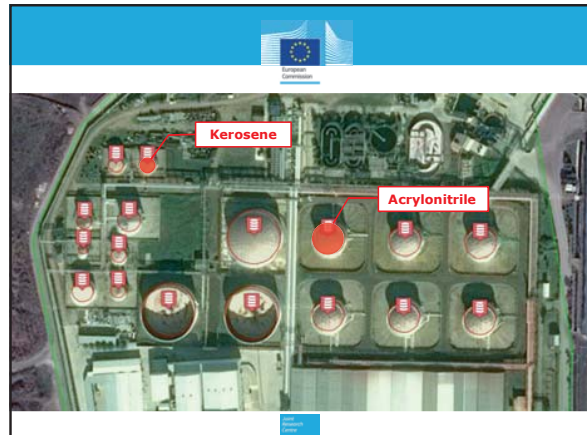 European
Commission
Kerosene
Acrylonitrile
Joint
Research
Centre